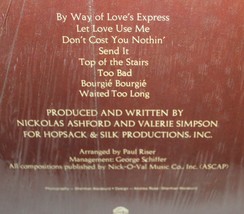 By Way of Love's Express
Let Love Use Me
Don't Cost You Nothin'
Send It
Top of the Stairs
Too Bad
Bourgié Bourgié
Waited Too Long
PRODUCED AND WRITTEN BY
NICKOLAS ASHFORD AND VALERIE SIMPSON
FOR HOPSACK & SILK PRODUCTIONS, INC.
Arranged by Paul Riser
Management: George Schiffer
All compositions published by Nick-O-Val Music Co., Inc. (ASCAP)